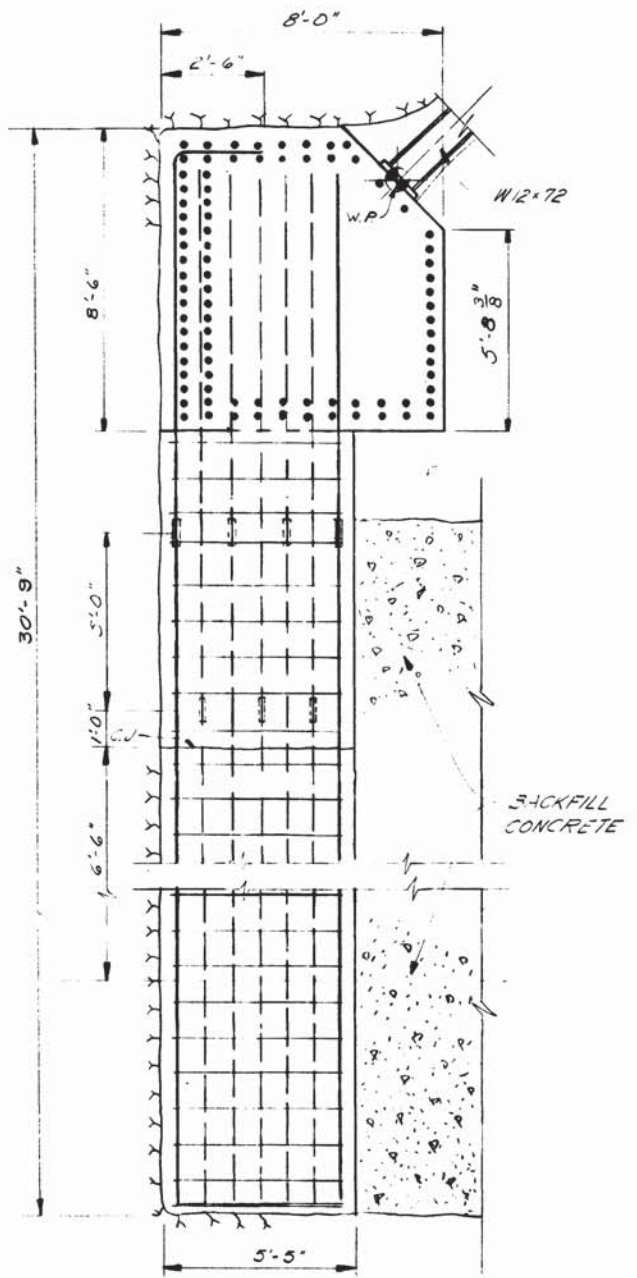 8'-0"
2'-6"
W12×72
W.P.
8'-6"
5'-8 3/8"
30'-9"
5'-0"
1'-0"
C.J
6'-6"
BACKFILL
CONCRETE
5'-5"